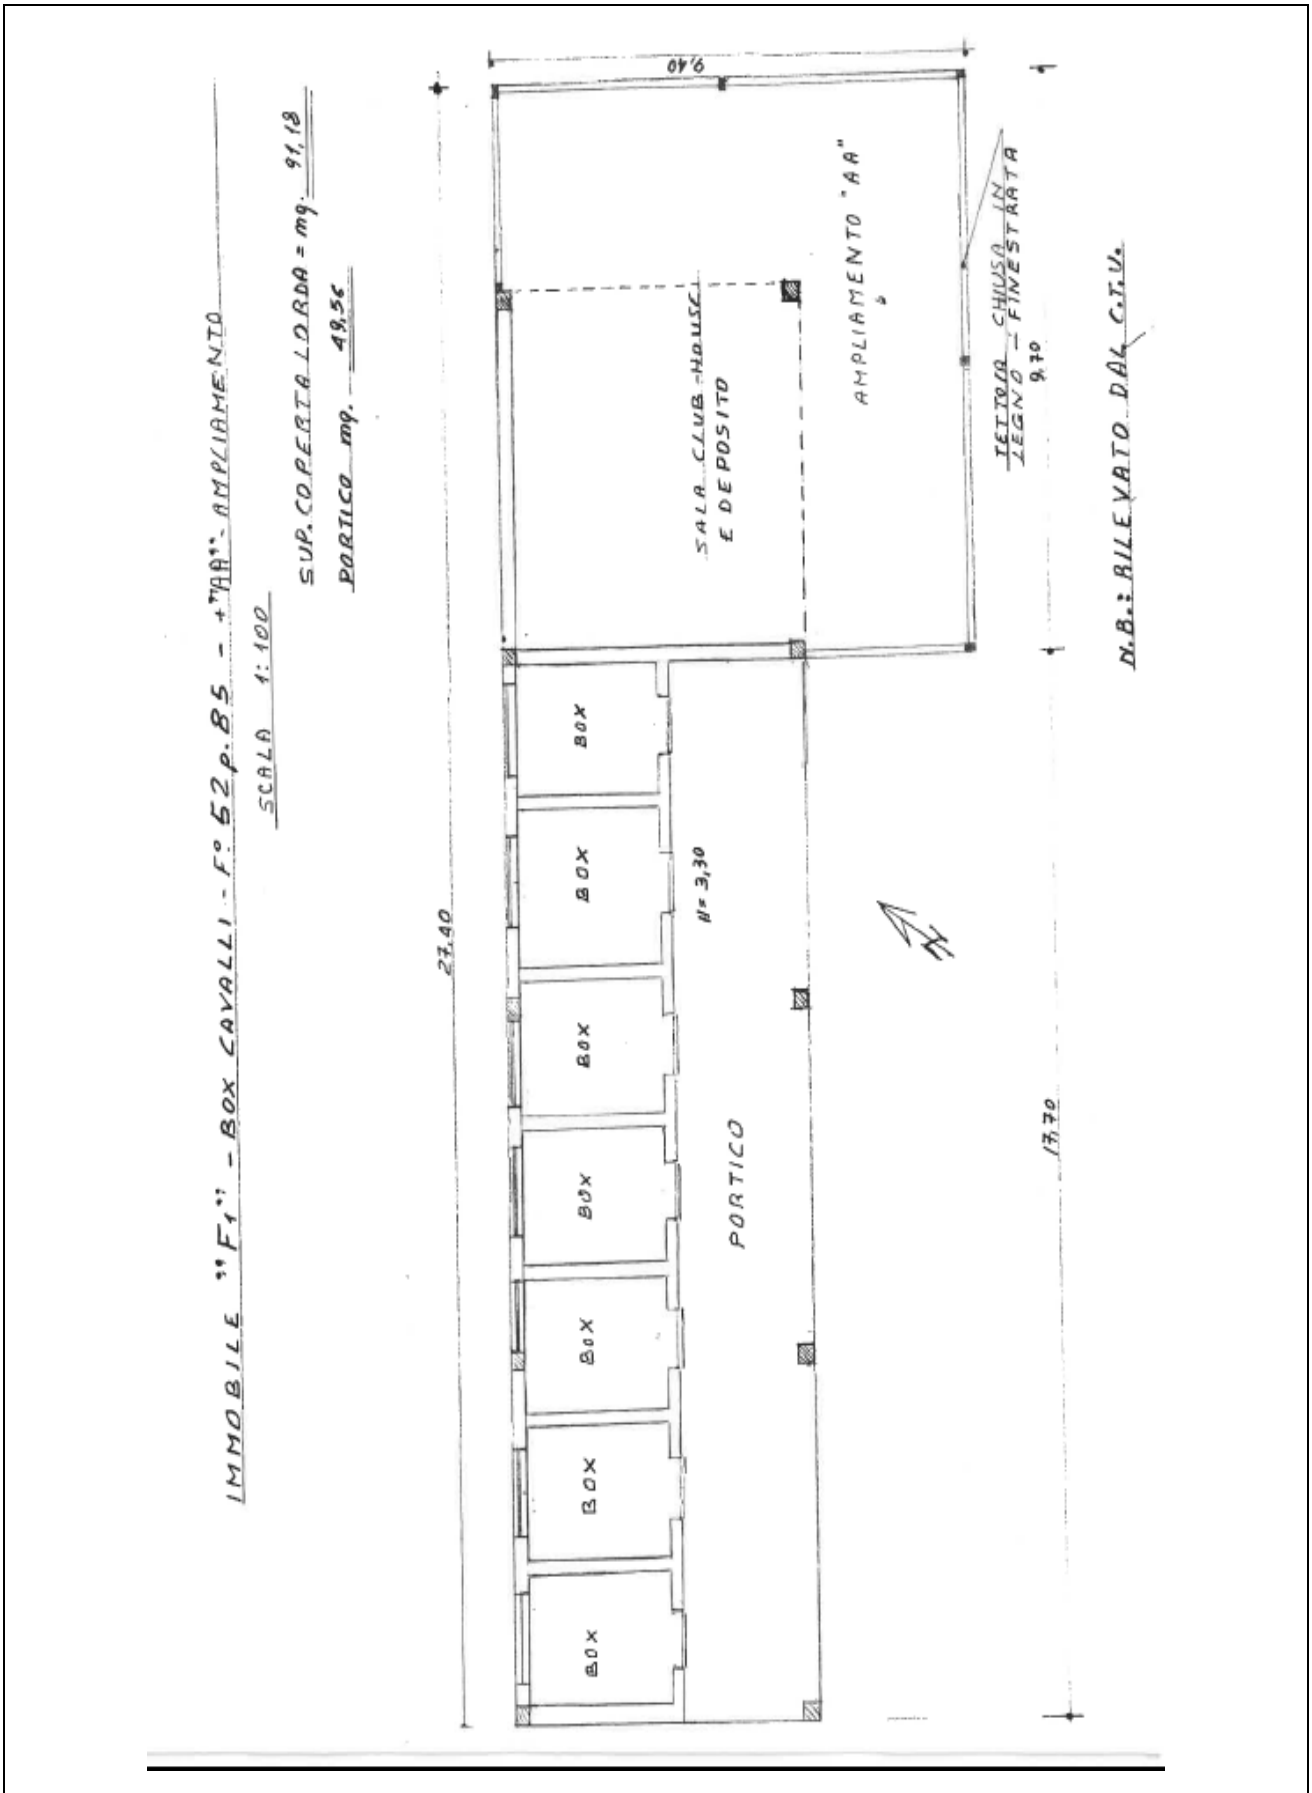 IMMOBILE "F1" - BOX CAVALLI - F° 52 p. 85 - + "AA" - AMPLIAMENTO
SCALA 1:100
SUP. COPERTA LORDA = mq. 91,18
PORTICO mq. 49,56
27,40
9,40
BOX
BOX
BOX
BOX
BOX
BOX
BOX
SALA CLUB-HOUSE
E DEPOSITO
H= 3,30
PORTICO
AMPLIAMENTO "AA"
N
TETTOIA CHIUSA IN
LEGNO - FINESTRATA
9,70
17,70
N.B.: RILEVATO DAL C.T.U.